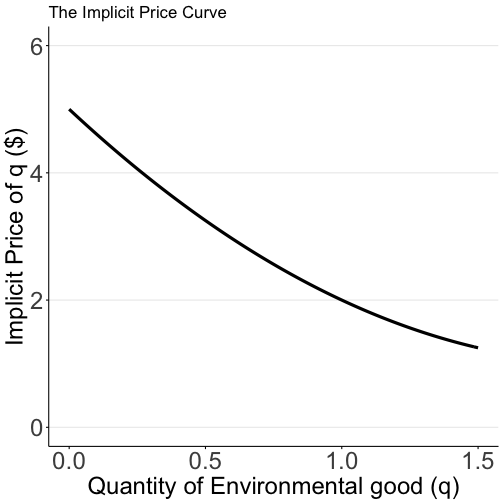 The Implicit Price Curve
Implicit Price of q ($)
6
4
2
0
0.0 0.5 1.0 1.5
Quantity of Environmental good (q)